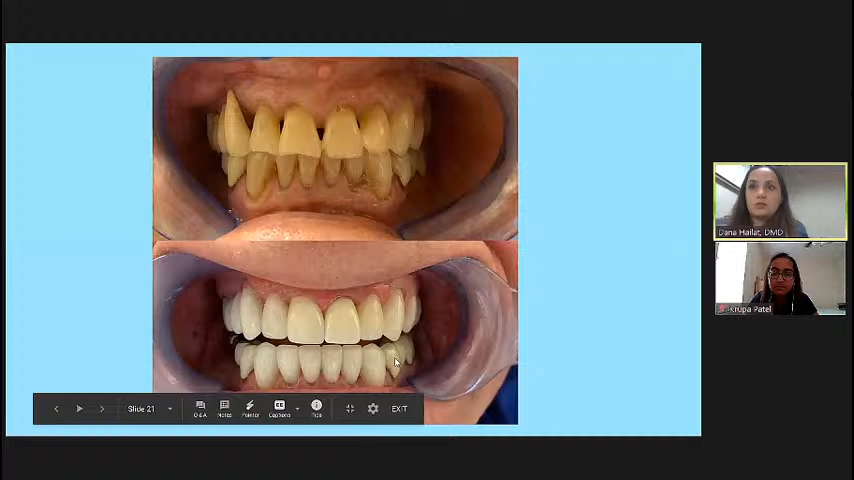 Dana Hailat, DMD
Krupa Patel
Slide 21
Q&A
Notes
Pointer
Captions
Tips
EXIT